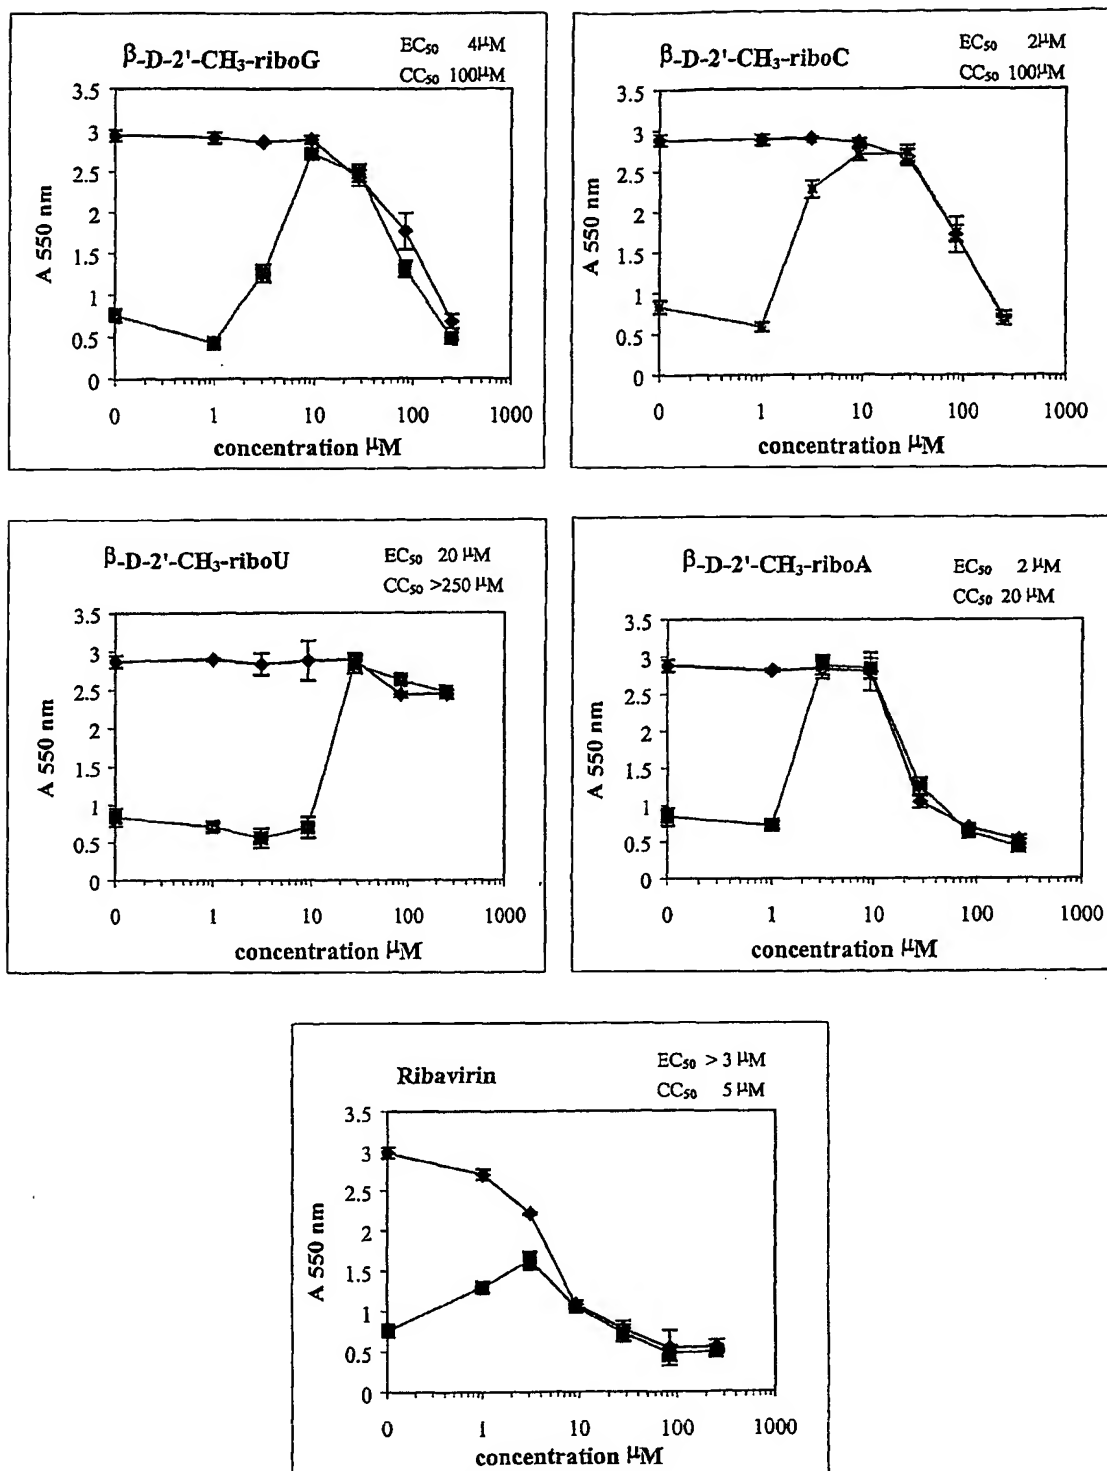 β-D-2'-CH₃-riboG
EC₅₀ 4μM
CC₅₀ 100μM
3.5
3
2.5
2
1.5
1
0.5
0
A 550 nm
0 1 10 100 1000
concentration μM
β-D-2'-CH₃-riboC
EC₅₀ 2μM
CC₅₀ 100μM
3.5
3
2.5
2
1.5
1
0.5
0
A 550 nm
0 1 10 100 1000
concentration μM
β-D-2'-CH₃-riboU
EC₅₀ 20 μM
CC₅₀ >250 μM
3.5
3
2.5
2
1.5
1
0.5
0
A 550 nm
0 1 10 100 1000
concentration μM
β-D-2'-CH₃-riboA
EC₅₀ 2 μM
CC₅₀ 20 μM
3.5
3
2.5
2
1.5
1
0.5
0
A 550 nm
0 1 10 100 1000
concentration μM
Ribavirin
EC₅₀ > 3 μM
CC₅₀ 5 μM
3.5
3
2.5
2
1.5
1
0.5
0
A 550 nm
0 1 10 100 1000
concentration μM